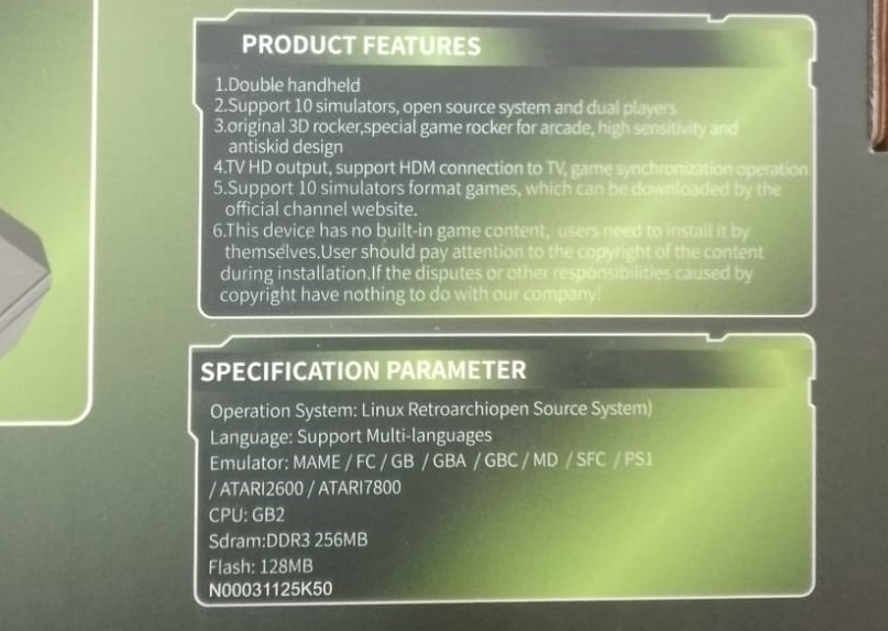 PRODUCT FEATURES
1.Double handheld
2.Support 10 simulators, open source system and dual players
3.original 3D rocker,special game rocker for arcade, high sensitivity and
antiskid design
4.TV HD output, support HDM connection to TV, game synchronization operation
5.Support 10 simulators format games, which can be downloaded by the
official channel website.
6.This device has no built-in game content, users need to install it by
themselves.User should pay attention to the copyright of the content
during installation.If the disputes or other responsibilities caused by
copyright have nothing to do with our company!
SPECIFICATION PARAMETER
Operation System: Linux Retroarchiopen Source System)
Language: Support Multi-languages
Emulator: MAME / FC / GB / GBA / GBC / MD / SFC / PS1
/ ATARI2600 / ATARI7800
CPU: GB2
Sdram:DDR3 256MB
Flash: 128MB
N00031125K50